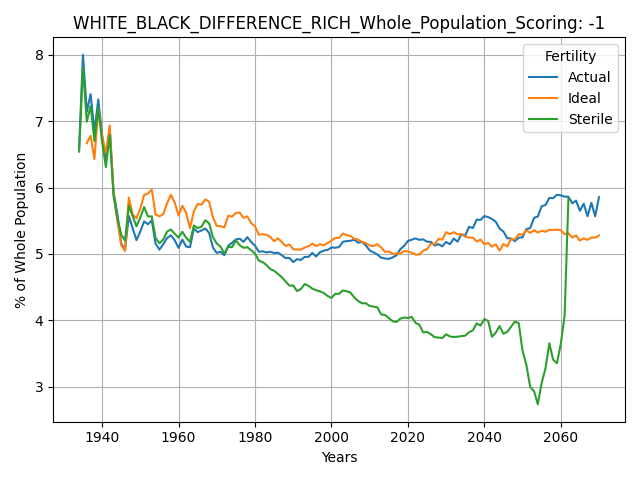 WHITE_BLACK_DIFFERENCE_RICH_Whole_Population_Scoring: -1
Fertility
Actual
Ideal
Sterile
% of Whole Population
8
7
6
5
4
3
1940 1960 1980 2000 2020 2040 2060
Years